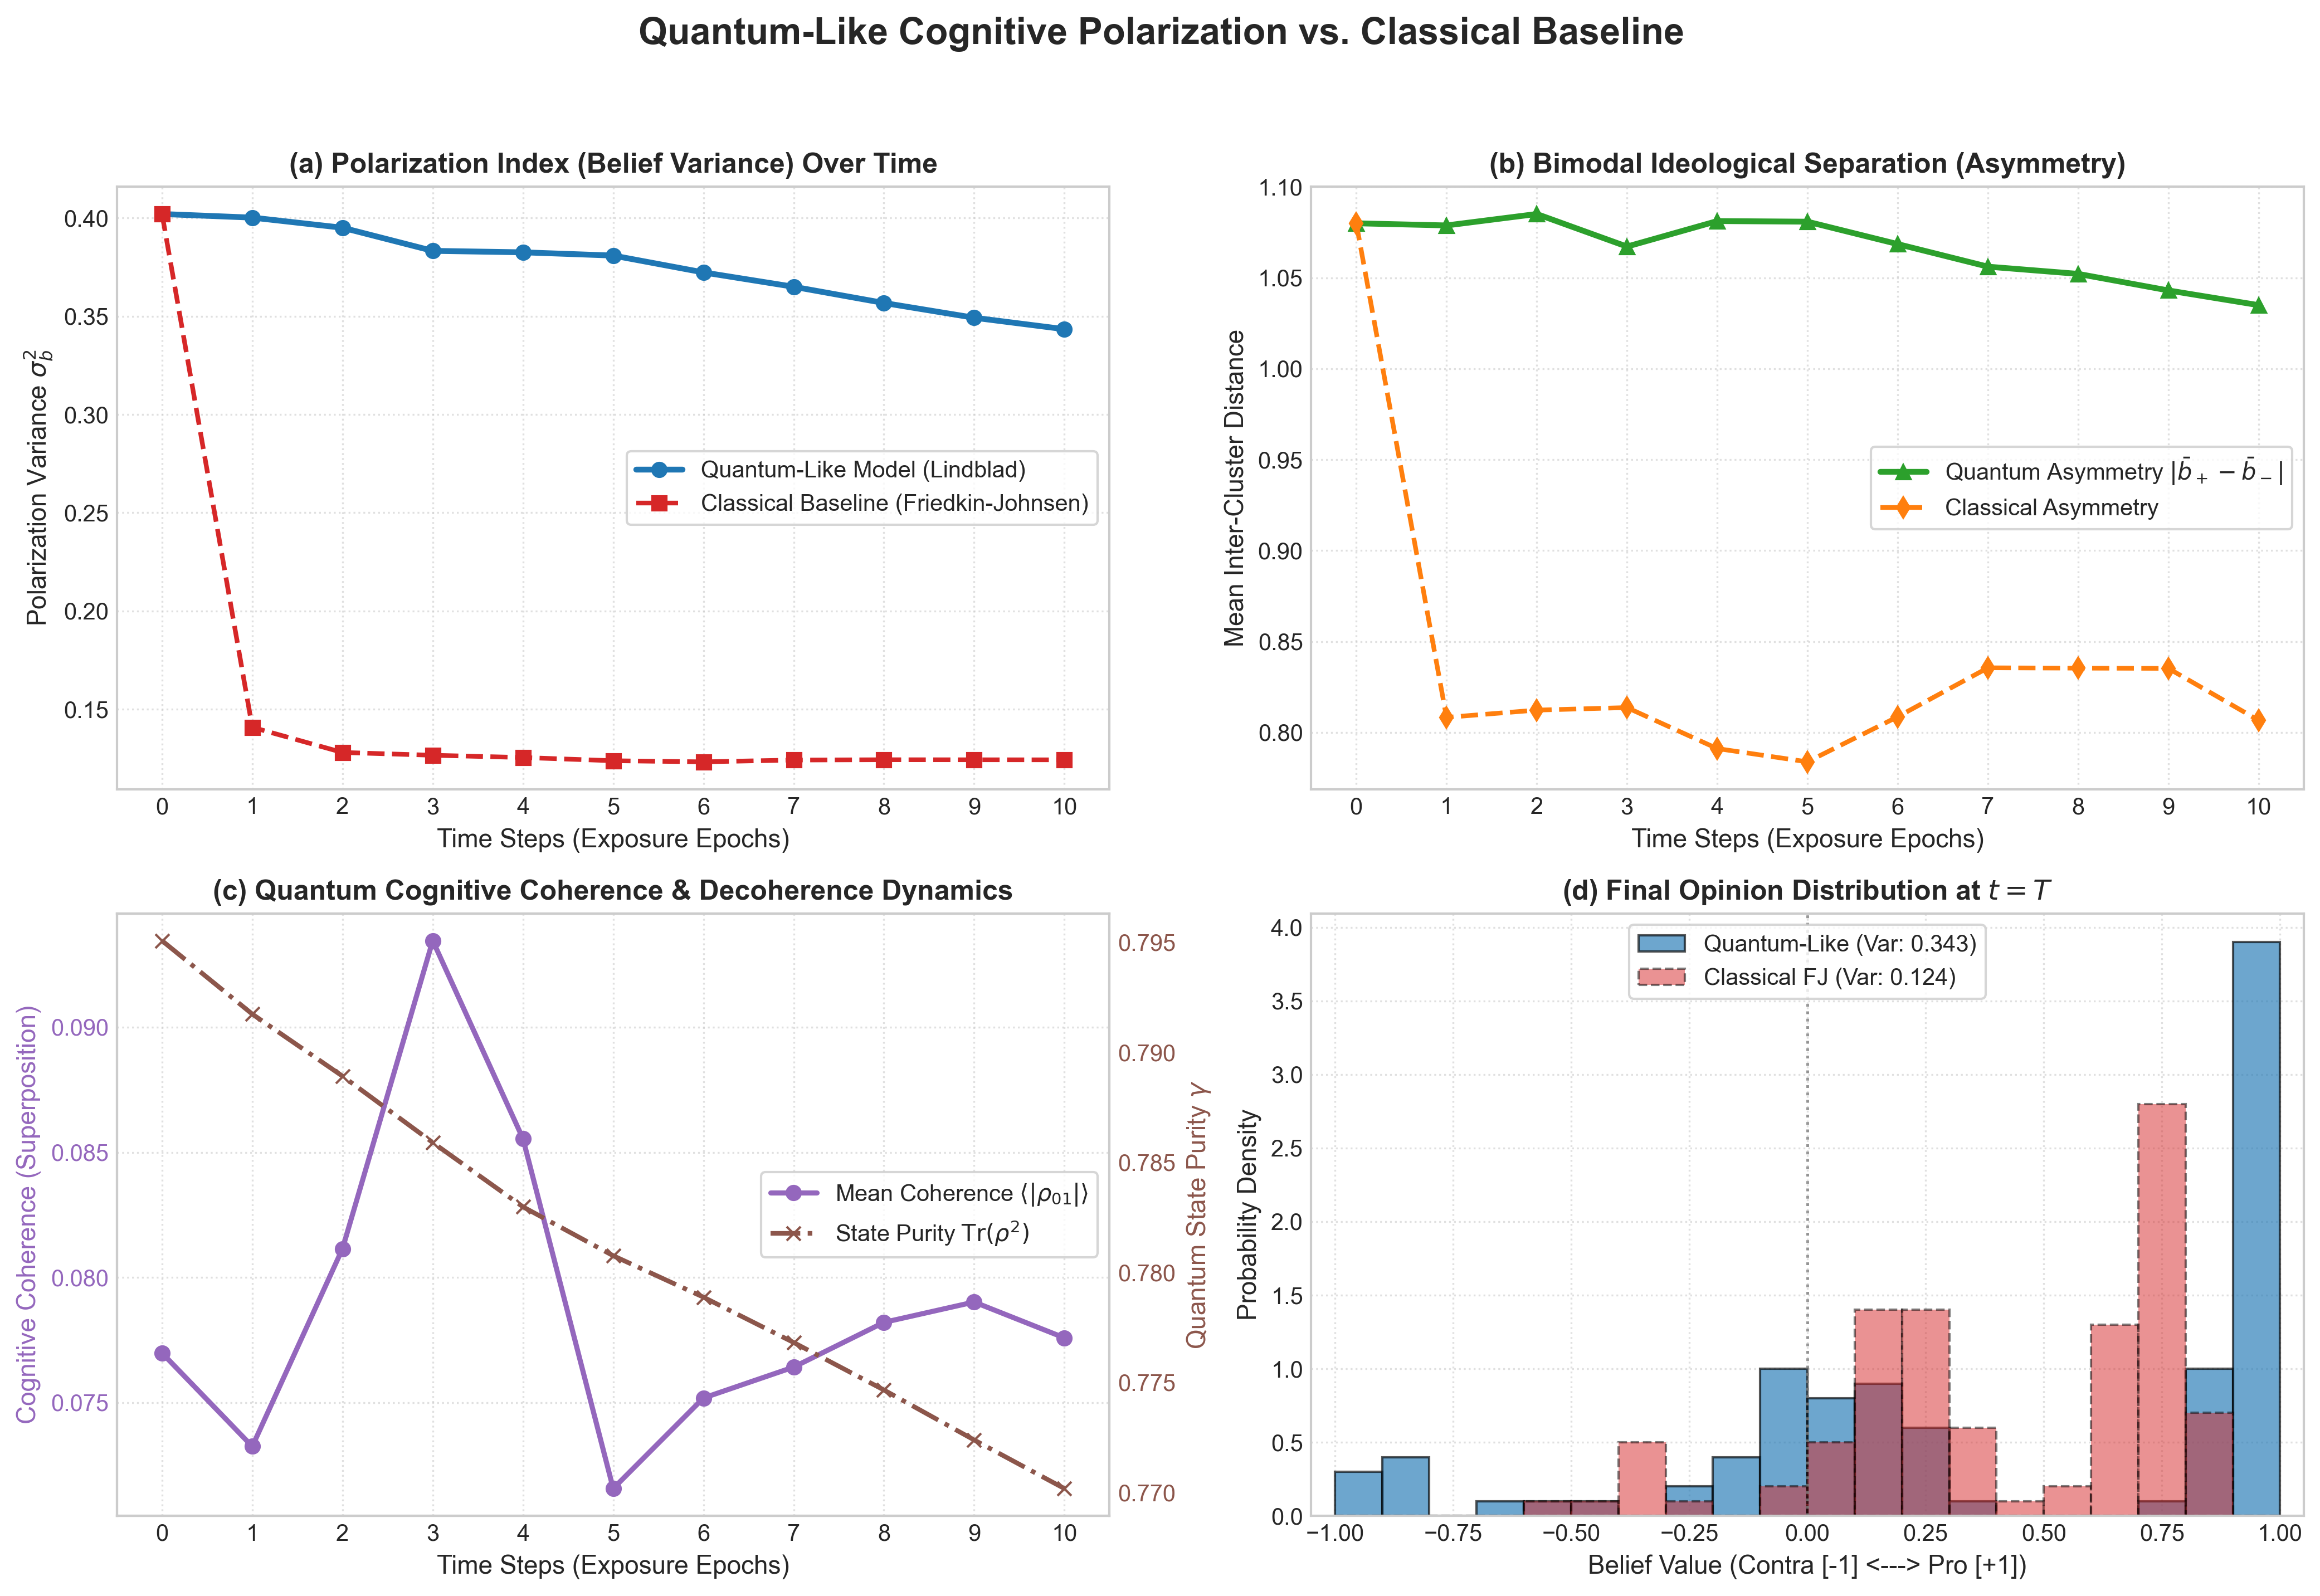 Quantum-Like Cognitive Polarization vs. Classical Baseline
(a) Polarization Index (Belief Variance) Over Time
Polarization Variance σ_b^2
0.40
0.35
0.30
0.25
0.20
0.15
Quantum-Like Model (Lindblad)
Classical Baseline (Friedkin-Johnsen)
0 1 2 3 4 5 6 7 8 9 10
Time Steps (Exposure Epochs)
(b) Bimodal Ideological Separation (Asymmetry)
Mean Inter-Cluster Distance
1.10
1.05
1.00
0.95
0.90
0.85
0.80
Quantum Asymmetry |b̄₊ − b̄₋|
Classical Asymmetry
0 1 2 3 4 5 6 7 8 9 10
Time Steps (Exposure Epochs)
(c) Quantum Cognitive Coherence & Decoherence Dynamics
Cognitive Coherence (Superposition)
0.090
0.085
0.080
0.075
Mean Coherence ⟨|ρ₀₁|⟩
State Purity Tr(ρ²)
0.795
0.790
0.785
0.780
0.775
0.770
Quantum State Purity γ
0 1 2 3 4 5 6 7 8 9 10
Time Steps (Exposure Epochs)
(d) Final Opinion Distribution at t = T
Probability Density
4.0
3.5
3.0
2.5
2.0
1.5
1.0
0.5
0.0
Quantum-Like (Var: 0.343)
Classical FJ (Var: 0.124)
−1.00 −0.75 −0.50 −0.25 0.00 0.25 0.50 0.75 1.00
Belief Value (Contra [-1] <---> Pro [+1])